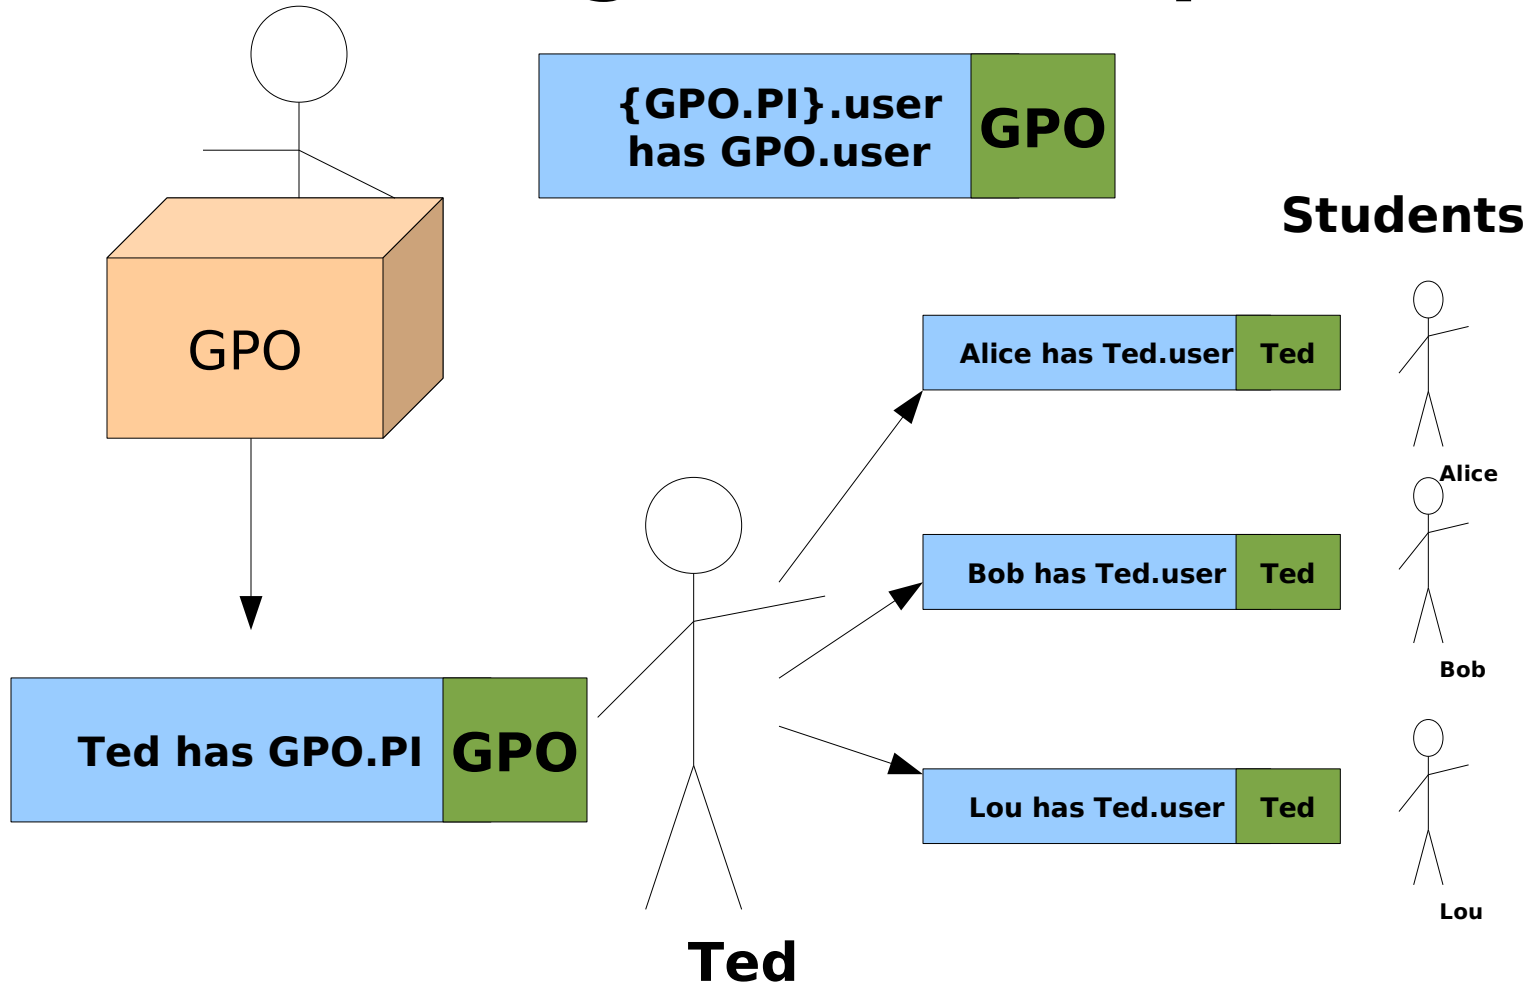 {GPO.PI}.user
has GPO.user
GPO
Students
GPO
Alice has Ted.user
Ted
Alice
Bob has Ted.user
Ted
Bob
Ted has GPO.PI
GPO
Lou has Ted.user
Ted
Lou
Ted